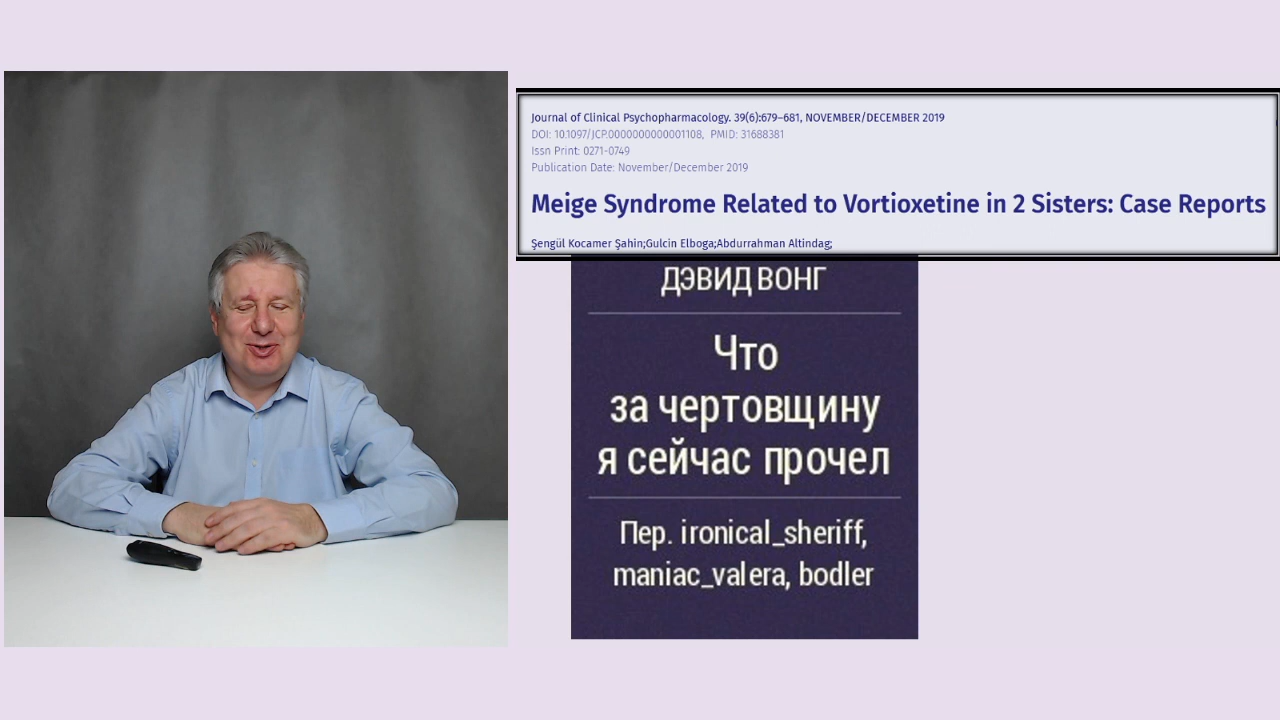 Journal of Clinical Psychopharmacology. 39(6):679–681, NOVEMBER/DECEMBER 2019
DOI: 10.1097/JCP.0000000000001108, PMID: 31688381
Issn Print: 0271-0749
Publication Date: November/December 2019
Meige Syndrome Related to Vortioxetine in 2 Sisters: Case Reports
Şengül Kocamer Şahin;Gulcin Elboga;Abdurrahman Altindag;
ДЭВИД ВОНГ
Что
за чертовщину
я сейчас прочел
Пер. ironical_sheriff,
maniac_valera, bodler